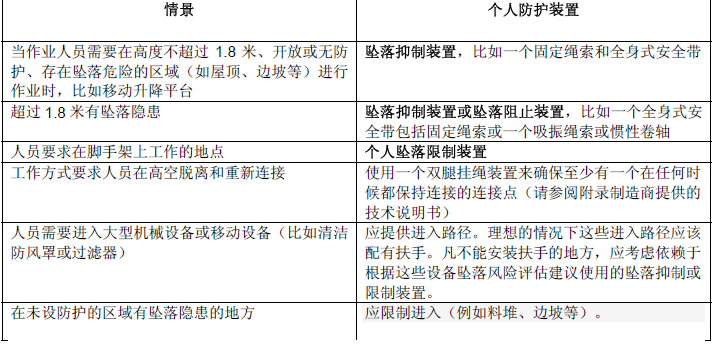 情景
个人防护装置
当作业人员需要在高度不超过 1.8 米、开放或无防
护、存在坠落危险的区域（如屋顶、边坡等）进行
作业时，比如移动升降平台
坠落抑制装置，比如一个固定绳索和全身式安全带
超过 1.8 米有坠落隐患
坠落抑制装置或坠落阻止装置，比如一个全身式安
全带包括固定绳索或一个吸振绳索或惯性卷轴
人员要求在脚手架上工作的地点
个人坠落限制装置
工作方式要求人员在高空脱离和重新连接
使用一个双腿挂绳装置来确保至少有一个在任何时
候都保持连接的连接点（请参阅附录制造商提供的
技术说明书）
人员需要进入大型机械设备或移动设备（比如清洁
防风罩或过滤器）
应提供进入路径。理想的情况下这些进入路径应该
配有扶手。凡不能安装扶手的地方，应考虑依赖于
根据这些设备坠落风险评估建议使用的坠落抑制或
限制装置。
在未设防护的区域有坠落隐患的地方
应限制进入（例如料堆、边坡等）。